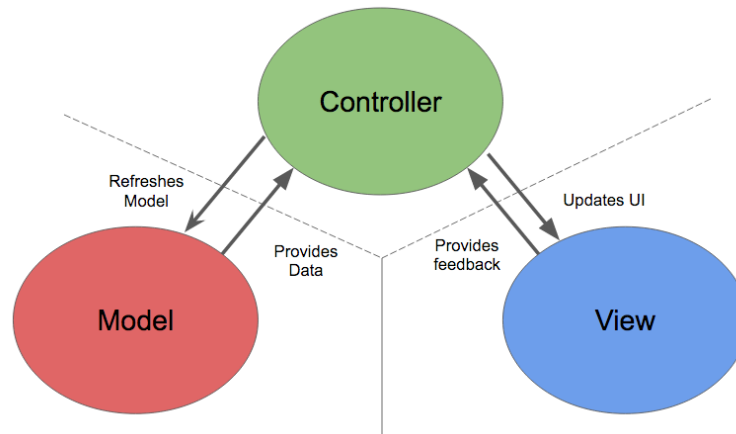 Controller
Refreshes
Model
Updates UI
Provides
Data
Provides
feedback
Model
View